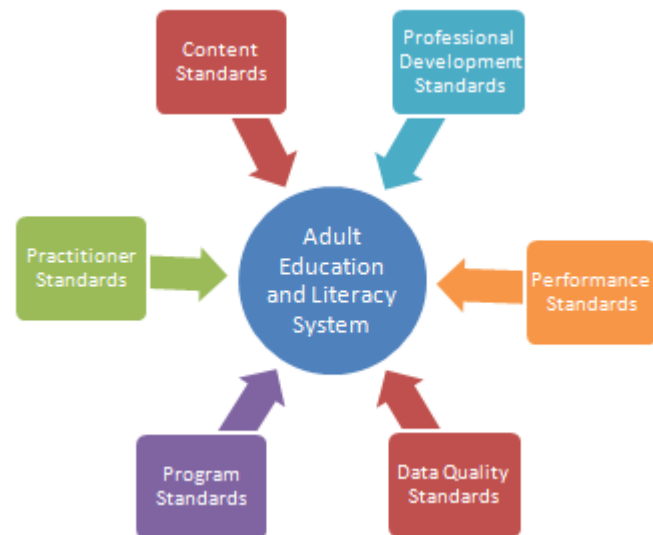 Content
Standards
Professional
Development
Standards
Practitioner
Standards
Adult
Education
and Literacy
System
Performance
Standards
Program
Standards
Data Quality
Standards